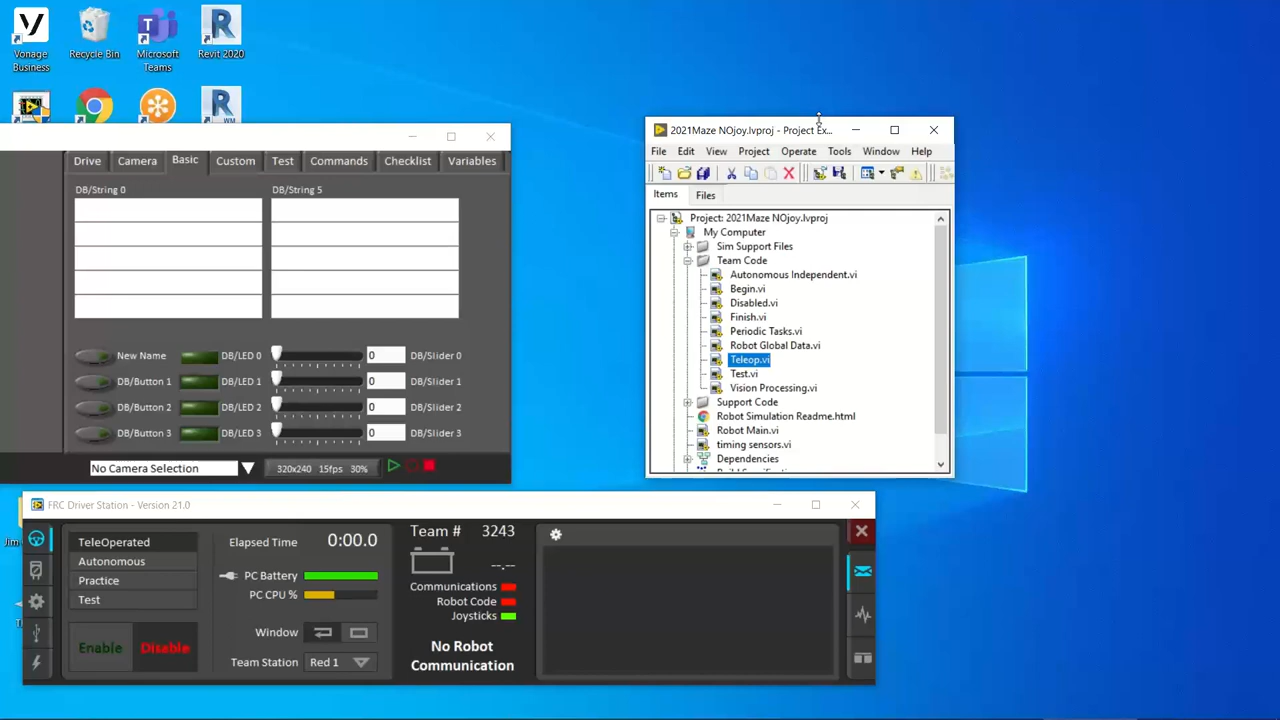 Vonage Business
Recycle Bin
Microsoft Teams
Revit 2020
WM
Drive
Camera
Basic
Custom
Test
Commands
Checklist
Variables
DB/String 0
DB/String 5
New Name
DB/LED 0
0
DB/Slider 0
DB/Button 1
DB/LED 1
0
DB/Slider 1
DB/Button 2
DB/LED 2
0
DB/Slider 2
DB/Button 3
DB/LED 3
0
DB/Slider 3
No Camera Selection
320x240 15fps 30%
2021Maze NOjoy.lvproj - Project Ex...
File Edit View Project Operate Tools Window Help
Items
Files
Project: 2021Maze NOjoy.lvproj
My Computer
Sim Support Files
Team Code
Autonomous Independent.vi
Begin.vi
Disabled.vi
Finish.vi
Periodic Tasks.vi
Robot Global Data.vi
Teleop.vi
Test.vi
Vision Processing.vi
Support Code
Robot Simulation Readme.html
Robot Main.vi
timing sensors.vi
Dependencies
FRC Driver Station - Version 21.0
TeleOperated
Autonomous
Practice
Test
Enable
Disable
Elapsed Time
0:00.0
PC Battery
PC CPU %
Window
Team Station
Red 1
Team # 3243
--.--
Communications
Robot Code
Joysticks
No Robot
Communication